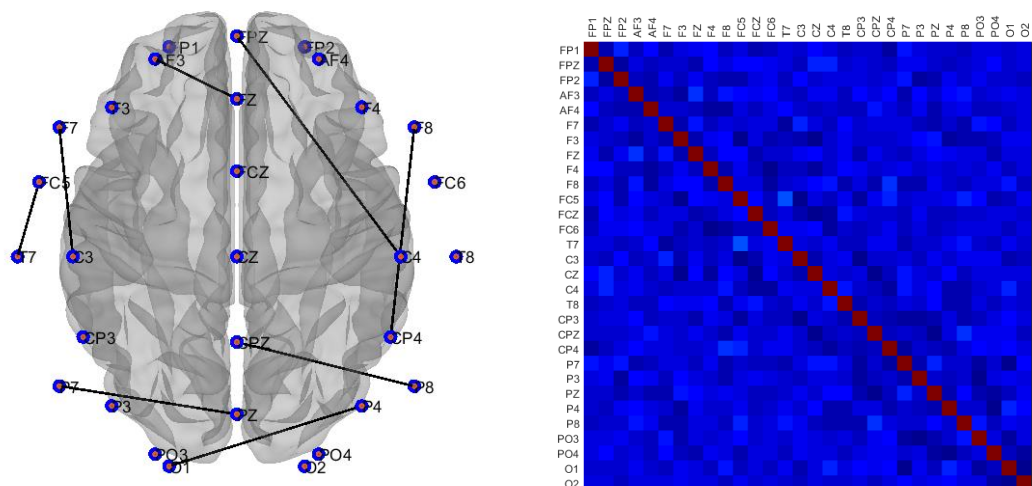 FPZ
FP1 FP2
AF3 AF4
FZ
F3 F4
F7 F8
FCZ
FC5 FC6
T7 C3 CZ C4 T8
CP3 CP4
CPZ
P7 P8
P3 P4
PZ
PO3 PO4
O1 O2
FP1 FPZ FP2 AF3 AF4 F7 F3 FZ F4 F8 FC5 FCZ FC6 T7 C3 CZ C4 T8 CP3 CPZ CP4 P7 P3 PZ P4 P8 PO3 PO4 O1 O2
FP1
FPZ
FP2
AF3
AF4
F7
F3
FZ
F4
F8
FC5
FCZ
FC6
T7
C3
CZ
C4
T8
CP3
CPZ
CP4
P7
P3
PZ
P4
P8
PO3
PO4
O1
O2